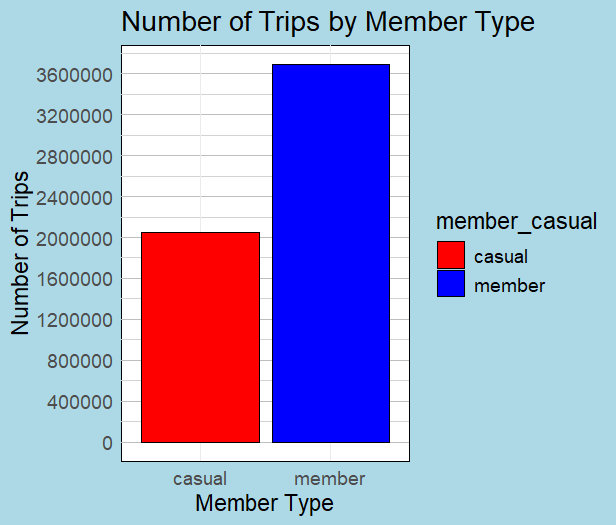 Number of Trips by Member Type
Number of Trips
3600000
3200000
2800000
2400000
2000000
1600000
1200000
800000
400000
0
casual
member
Member Type
member_casual
casual
member